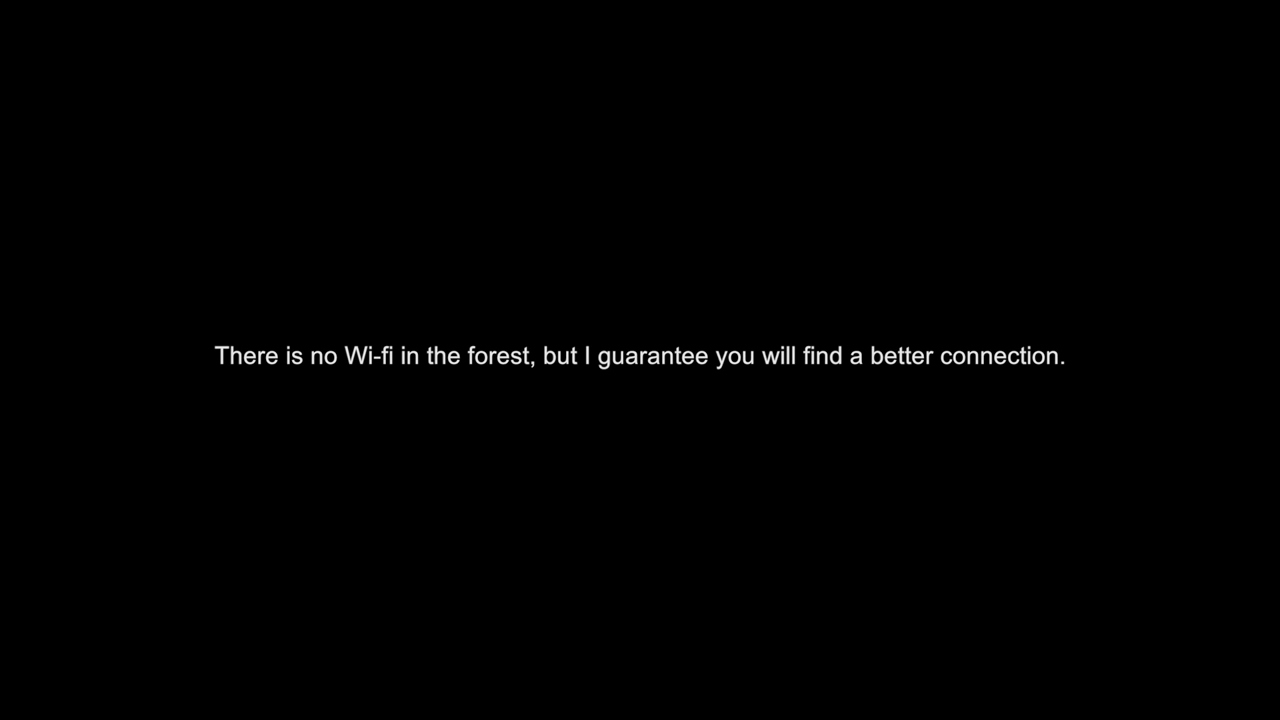 There is no Wi-fi in the forest, but I guarantee you will find a better connection.